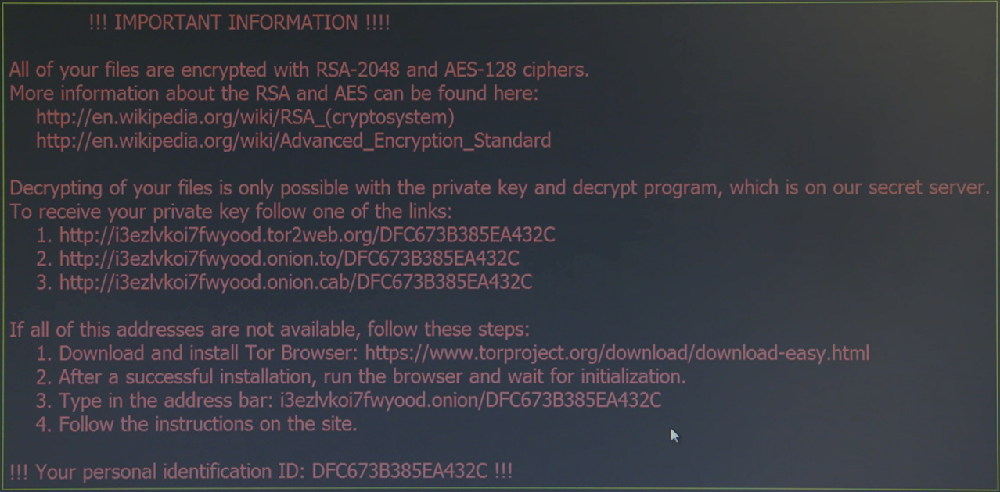 !!! IMPORTANT INFORMATION !!!!
All of your files are encrypted with RSA-2048 and AES-128 ciphers.
More information about the RSA and AES can be found here:
http://en.wikipedia.org/wiki/RSA_(cryptosystem)
http://en.wikipedia.org/wiki/Advanced_Encryption_Standard
Decrypting of your files is only possible with the private key and decrypt program, which is on our secret server.
To receive your private key follow one of the links:
1. http://i3ezlvkoi7fwyood.tor2web.org/DFC673B385EA432C
2. http://i3ezlvkoi7fwyood.onion.to/DFC673B385EA432C
3. http://i3ezlvkoi7fwyood.onion.cab/DFC673B385EA432C
If all of this addresses are not available, follow these steps:
1. Download and install Tor Browser: https://www.torproject.org/download/download-easy.html
2. After a successful installation, run the browser and wait for initialization.
3. Type in the address bar: i3ezlvkoi7fwyood.onion/DFC673B385EA432C
4. Follow the instructions on the site.
!!! Your personal identification ID: DFC673B385EA432C !!!